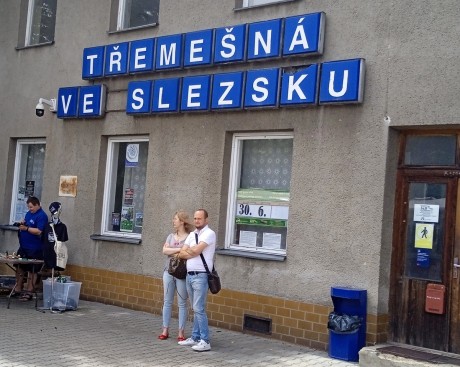 TŘEMEŠNÁ
VE SLEZSKU
30. 6.